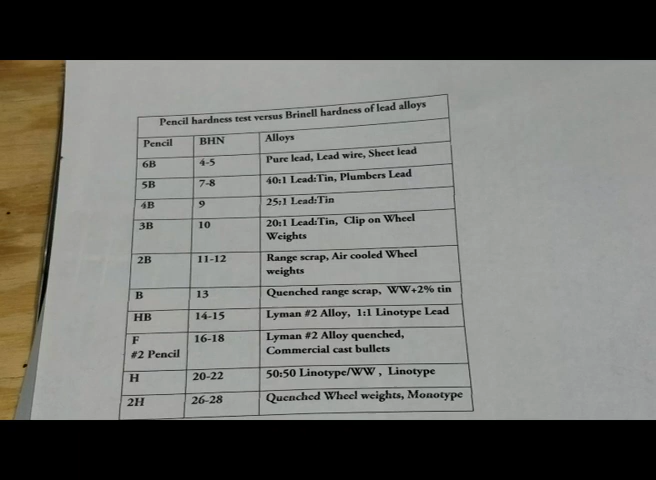 Pencil hardness test versus Brinell hardness of lead alloys
Pencil BHN Alloys
6B 4-5 Pure lead, Lead wire, Sheet lead
5B 7-8 40:1 Lead:Tin, Plumbers Lead
4B 9 25:1 Lead:Tin
3B 10 20:1 Lead:Tin, Clip on Wheel
Weights
2B 11-12 Range scrap, Air cooled Wheel
weights
B 13 Quenched range scrap, WW+2% tin
HB 14-15 Lyman #2 Alloy, 1:1 Linotype Lead
F 16-18 Lyman #2 Alloy quenched,
#2 Pencil Commercial cast bullets
H 20-22 50:50 Linotype/WW , Linotype
2H 26-28 Quenched Wheel weights, Monotype